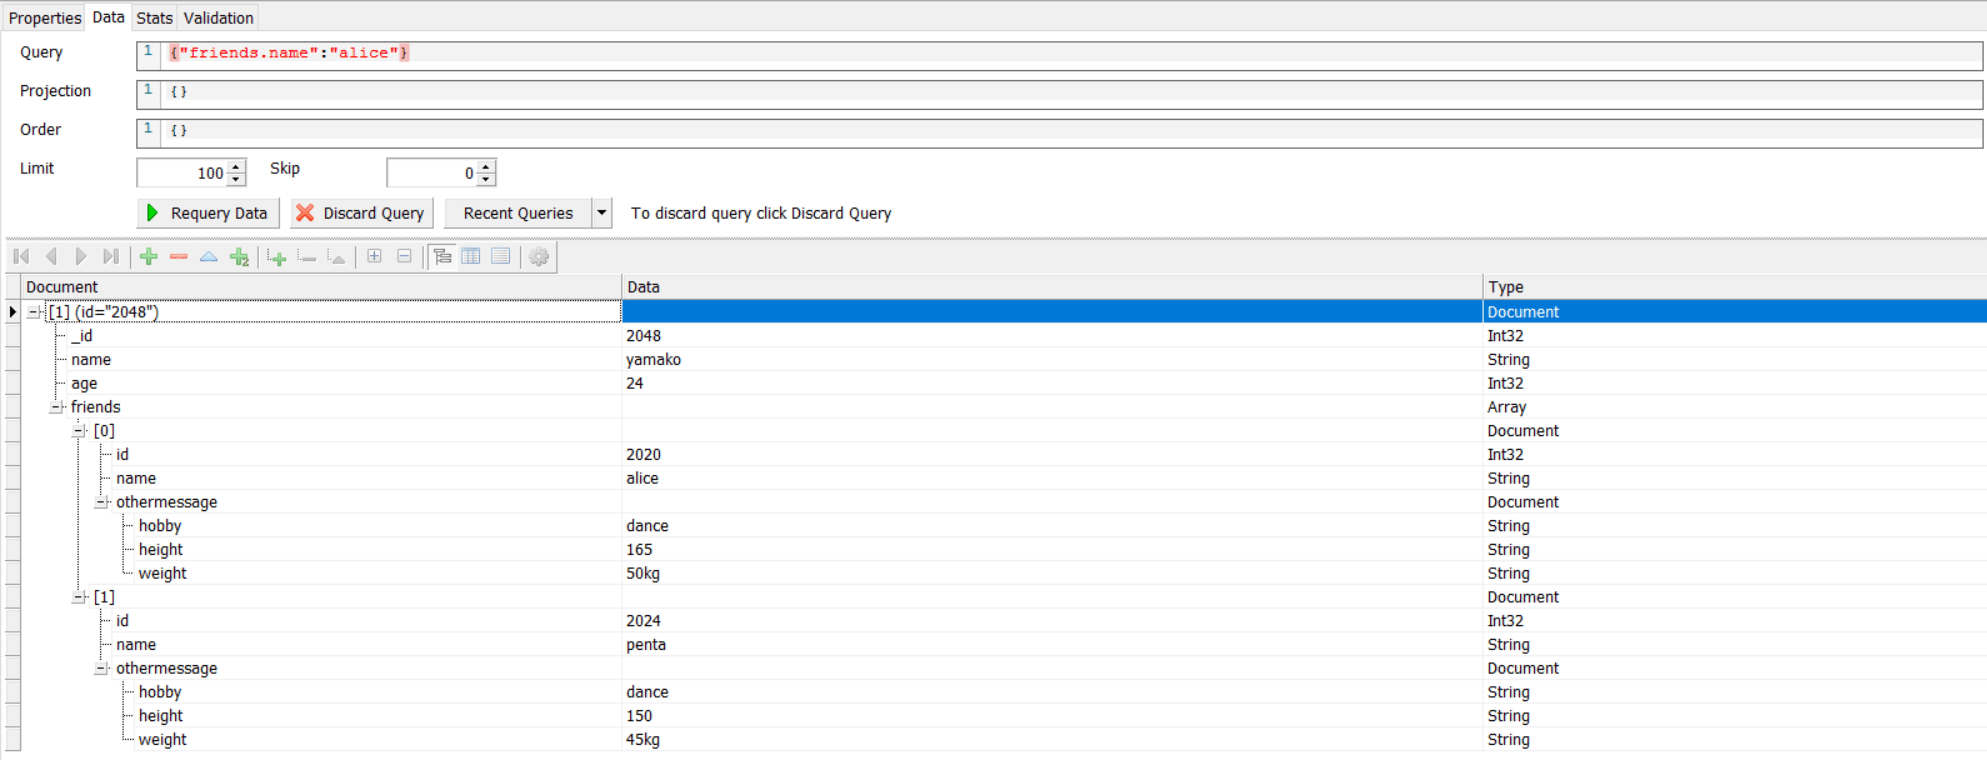 Properties Data Stats Validation
Query 1 {"friends.name":"alice"}
Projection 1 {}
Order 1 {}
Limit 100 Skip 0
Requery Data Discard Query Recent Queries To discard query click Discard Query
Document Data Type
[1] (id="2048") Document
_id 2048 Int32
name yamako String
age 24 Int32
friends Array
[0] Document
id 2020 Int32
name alice String
othermessage Document
hobby dance String
height 165 String
weight 50kg String
[1] Document
id 2024 Int32
name penta String
othermessage Document
hobby dance String
height 150 String
weight 45kg String